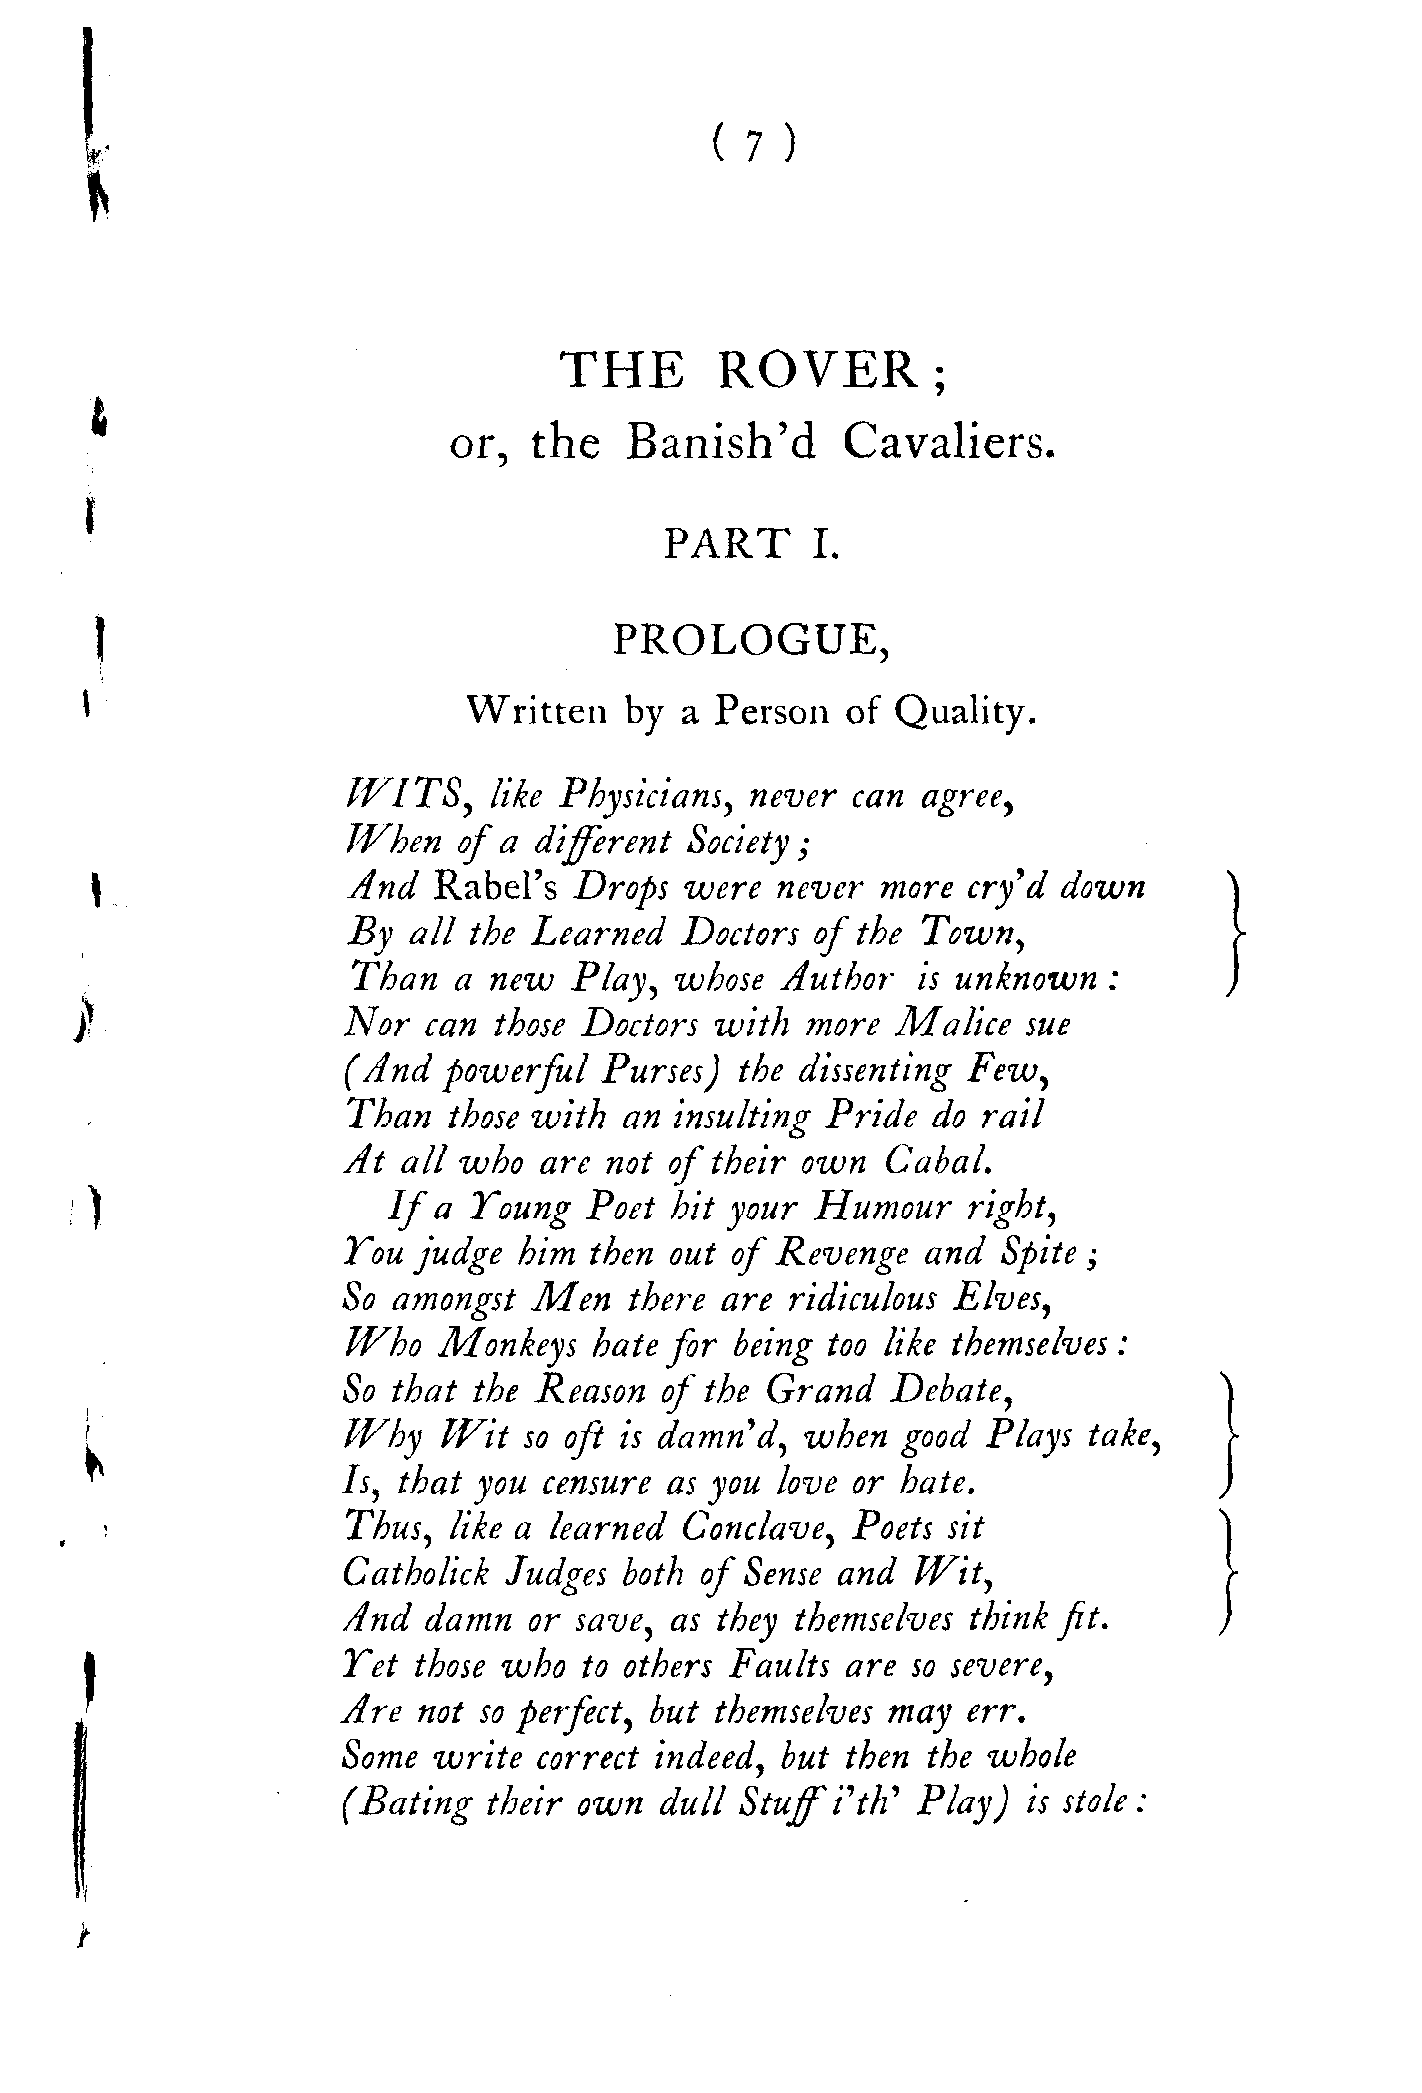 ( 7 )
THE ROVER ;
or, the Banish'd Cavaliers.
PART I.
PROLOGUE,
Written by a Person of Quality.
WITS, like Physicians, never can agree,
When of a different Society ;
And Rabel's Drops were never more cry'd down
By all the Learned Doctors of the Town,
Than a new Play, whose Author is unknown :
Nor can those Doctors with more Malice sue
(And powerful Purses) the dissenting Few,
Than those with an insulting Pride do rail
At all who are not of their own Cabal.
If a Young Poet hit your Humour right,
You judge him then out of Revenge and Spite ;
So amongst Men there are ridiculous Elves,
Who Monkeys hate for being too like themselves :
So that the Reason of the Grand Debate,
Why Wit so oft is damn'd, when good Plays take,
Is, that you censure as you love or hate.
Thus, like a learned Conclave, Poets sit
Catholick Judges both of Sense and Wit,
And damn or save, as they themselves think fit.
Yet those who to others Faults are so severe,
Are not so perfect, but themselves may err.
Some write correct indeed, but then the whole
(Bating their own dull Stuff i'th' Play) is stole :